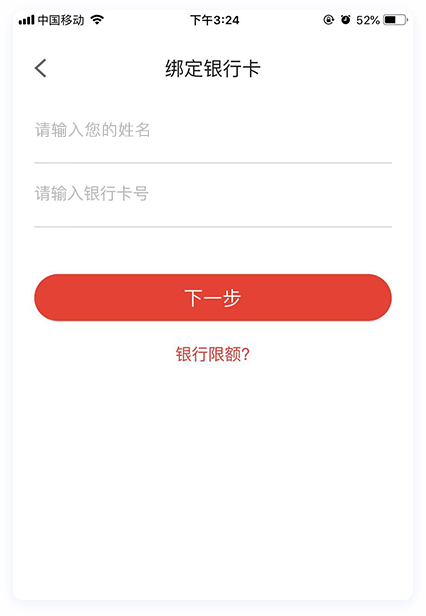 中国移动 下午3:24 52%
绑定银行卡
请输入您的姓名
请输入银行卡号
下一步
银行限额?